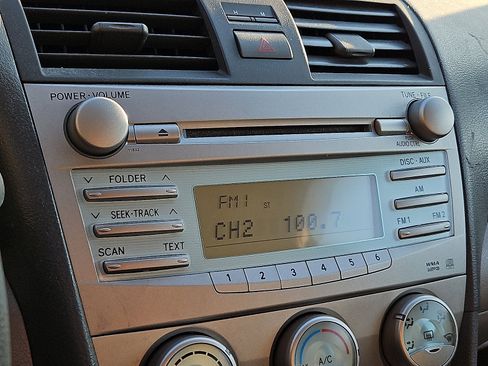 H M
POWER·VOLUME
TUNE·FILE
AUDIO CTRL
FOLDER
DISC·AUX
SEEK·TRACK
AM
SCAN TEXT
FM1 FM2
FM1 ST
CH2 100.7
1 2 3 4 5 6
WMA
MP3
A/C